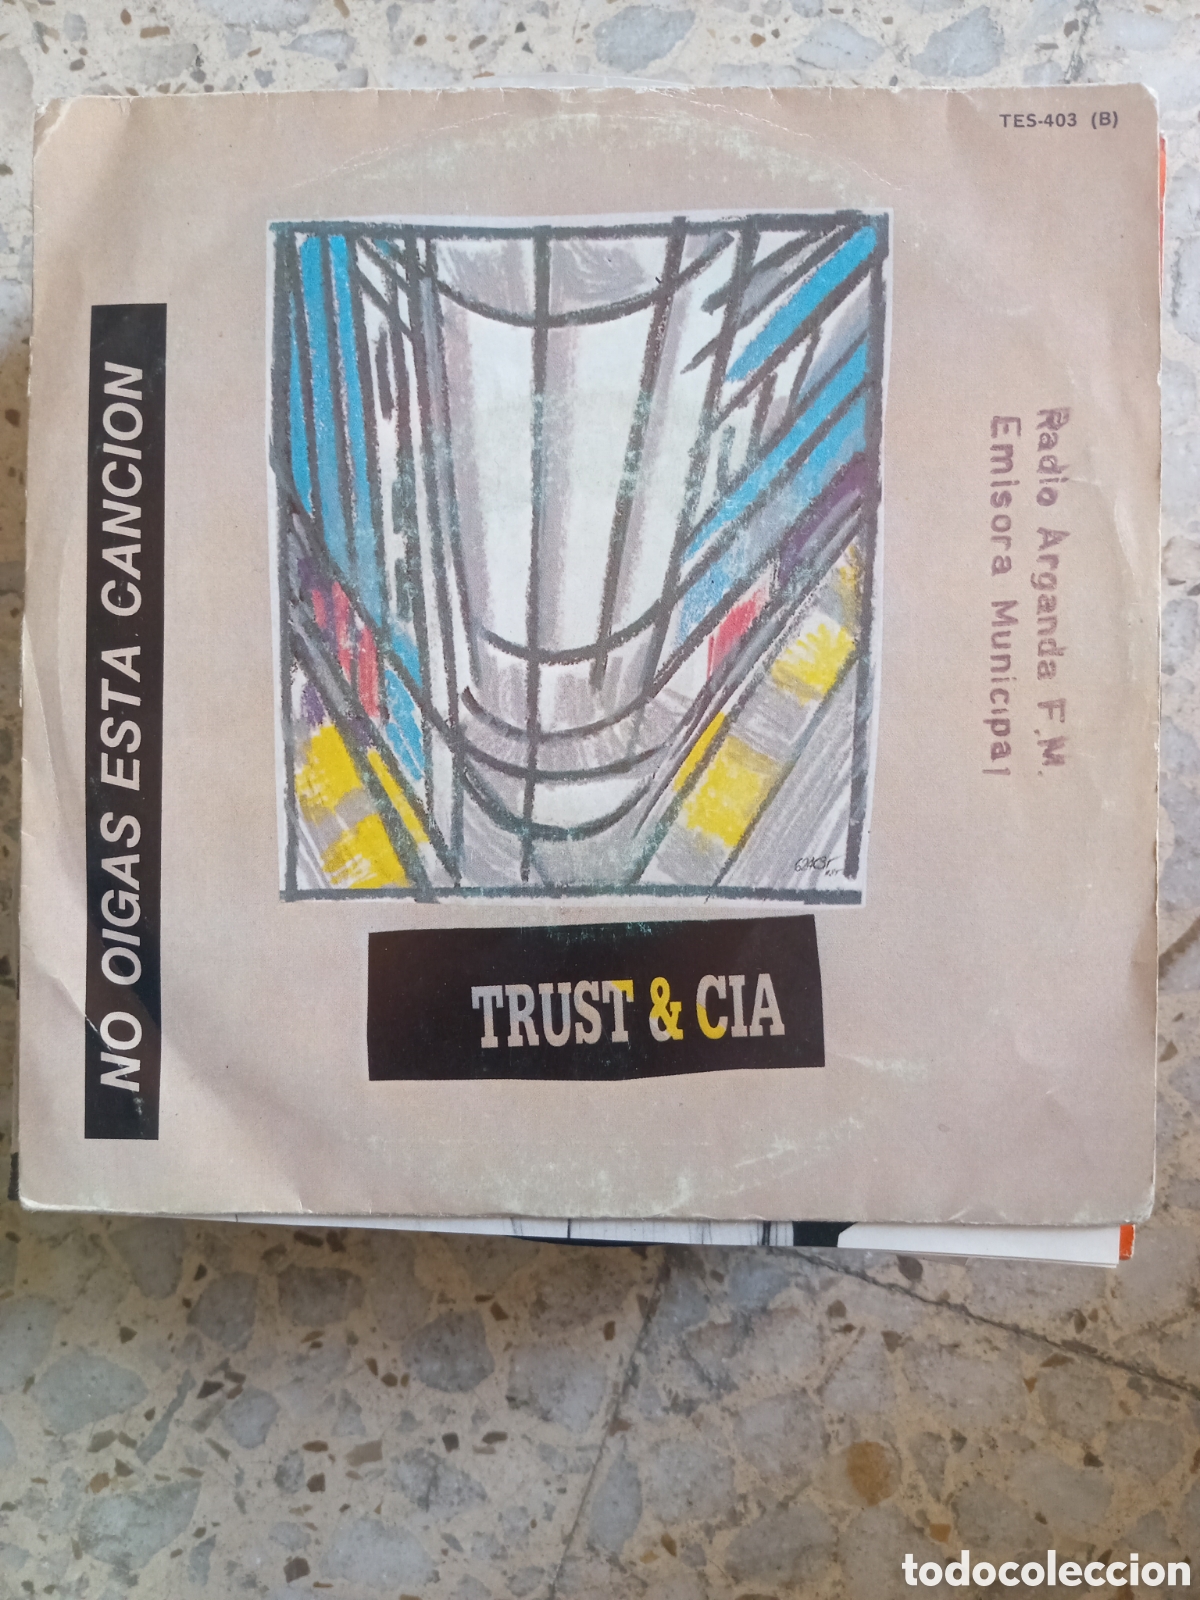 TES-403 (B)
NO OIGAS ESTA CANCION
Radio Arganda F.M.
Emisora Municipal
TRUST & CIA
todocoleccion